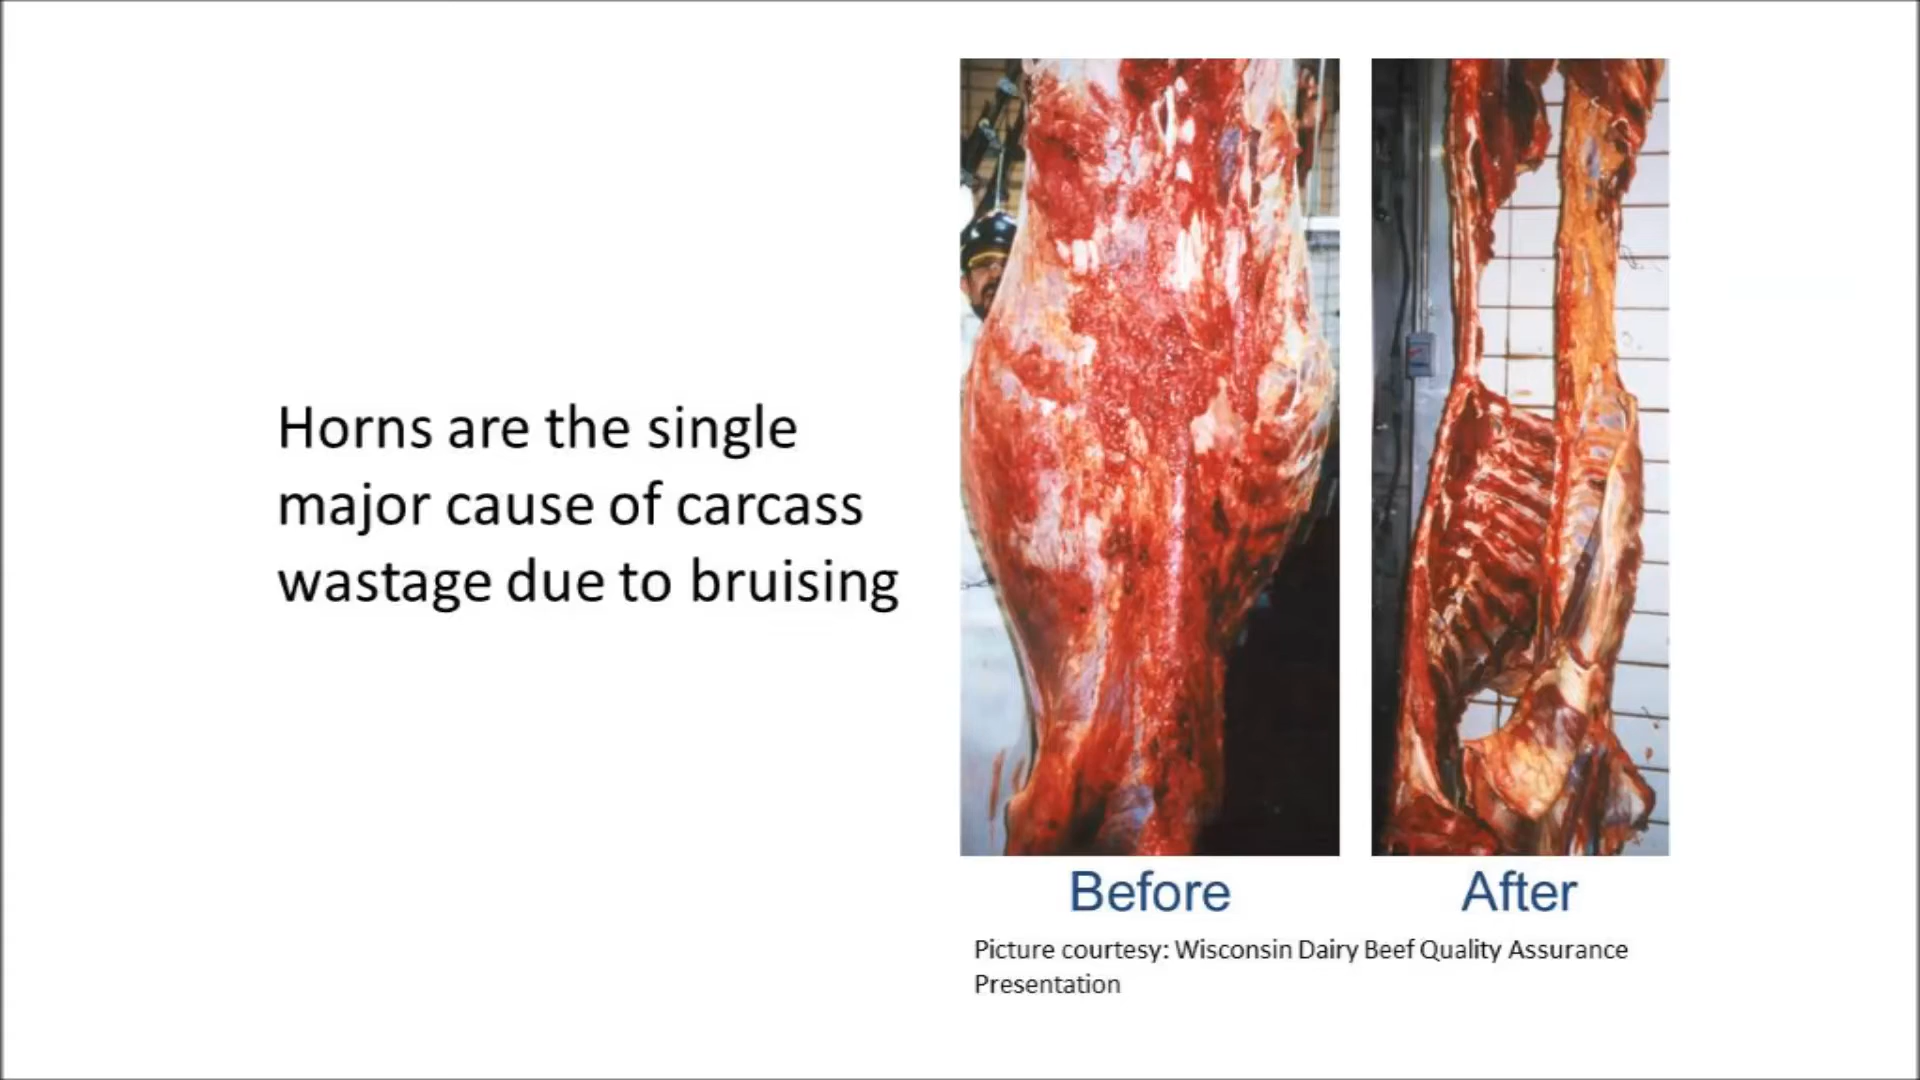 Horns are the single
major cause of carcass
wastage due to bruising
Before
After
Picture courtesy: Wisconsin Dairy Beef Quality Assurance
Presentation